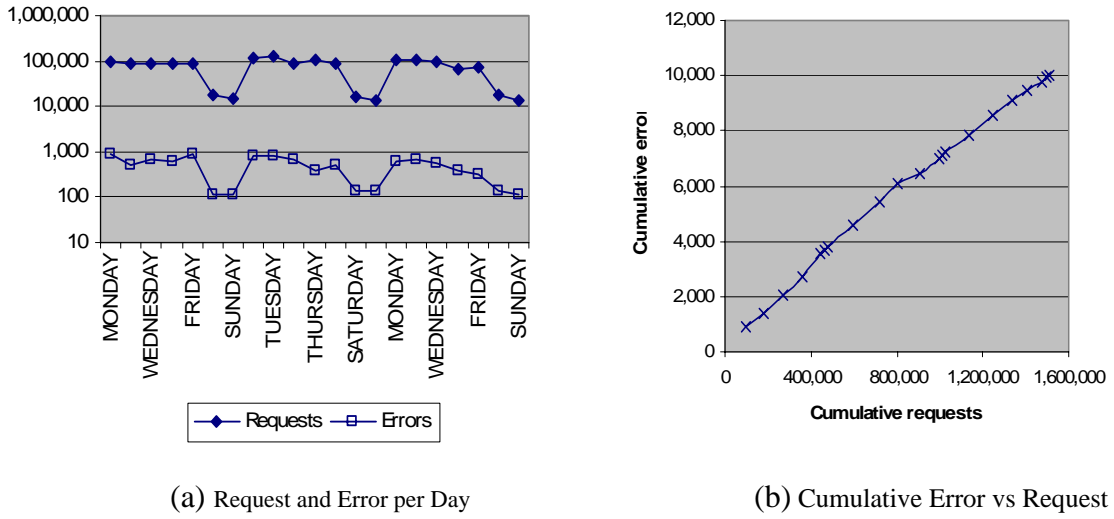 1,000,000
100,000
10,000
1,000
100
10
MONDAY
WEDNESDAY
FRIDAY
SUNDAY
TUESDAY
THURSDAY
SATURDAY
MONDAY
WEDNESDAY
FRIDAY
SUNDAY
Requests Errors
(a) Request and Error per Day
12,000
10,000
8,000
6,000
4,000
2,000
0
Cumulative error
0 400,000 800,000 1,200,000 1,600,000
Cumulative requests
(b) Cumulative Error vs Request